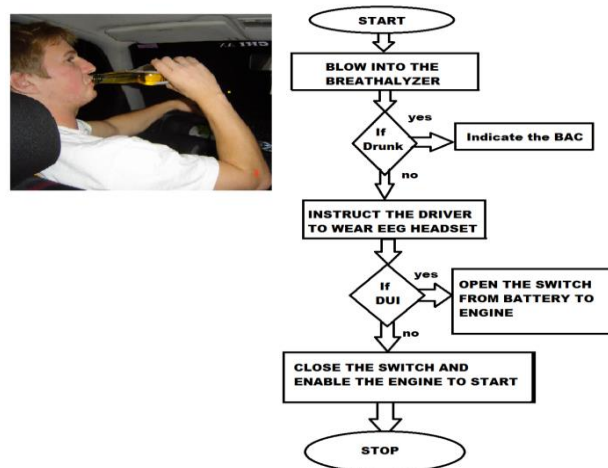 START
BLOW INTO THE
BREATHALYZER
If
Drunk
yes
Indicate the BAC
no
INSTRUCT THE DRIVER
TO WEAR EEG HEADSET
If
DUI
yes
OPEN THE SWITCH
FROM BATTERY TO
ENGINE
no
CLOSE THE SWITCH AND
ENABLE THE ENGINE TO START
STOP